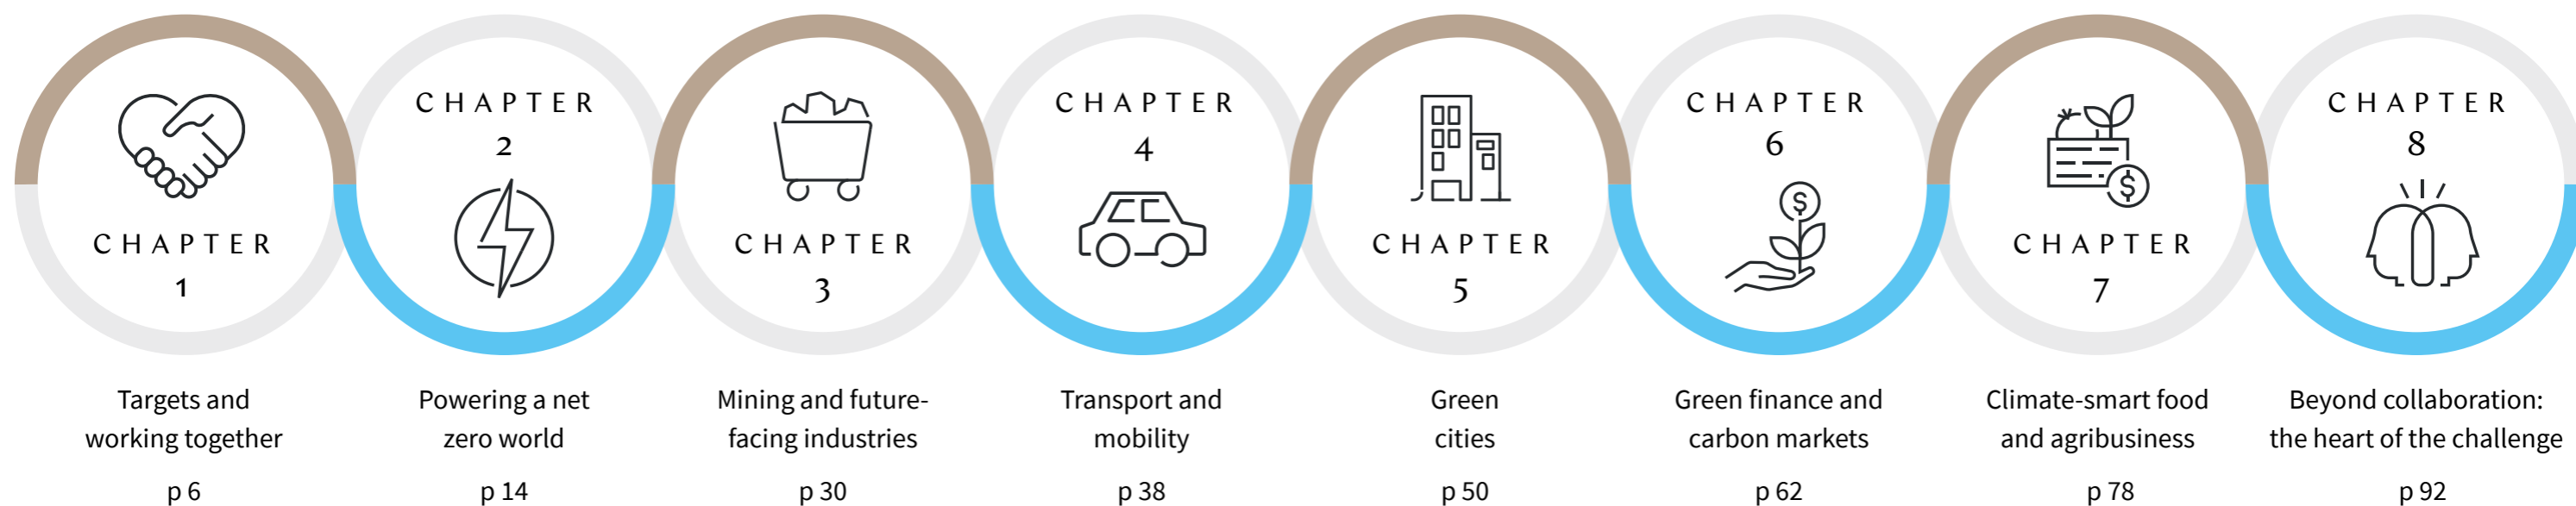 CHAPTER
1
Targets and
working together
p 6
CHAPTER
2
Powering a net
zero world
p 14
CHAPTER
3
Mining and future-
facing industries
p 30
CHAPTER
4
Transport and
mobility
p 38
CHAPTER
5
Green
cities
p 50
CHAPTER
6
$
Green finance and
carbon markets
p 62
$
CHAPTER
7
Climate-smart food
and agribusiness
p 78
CHAPTER
8
Beyond collaboration:
the heart of the challenge
p 92